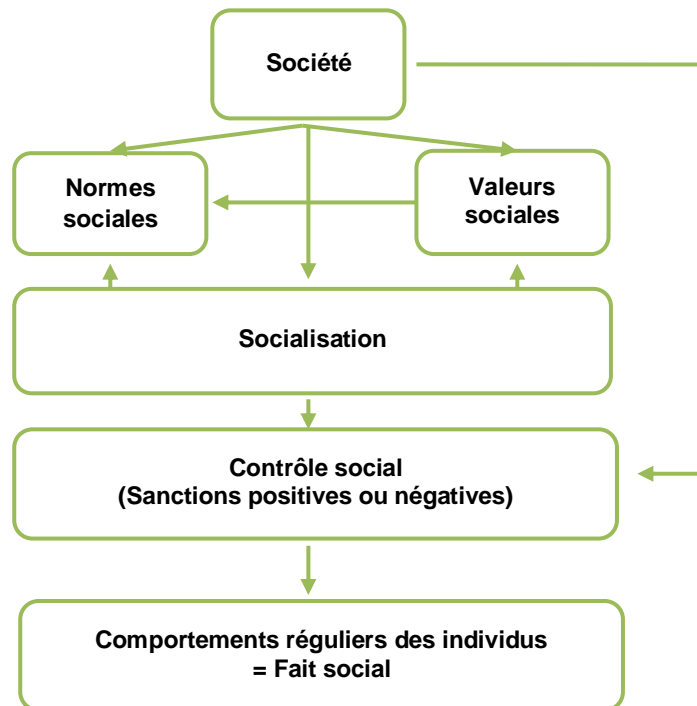 Société
Normes
sociales
Valeurs
sociales
Socialisation
Contrôle social
(Sanctions positives ou négatives)
Comportements réguliers des individus
= Fait social